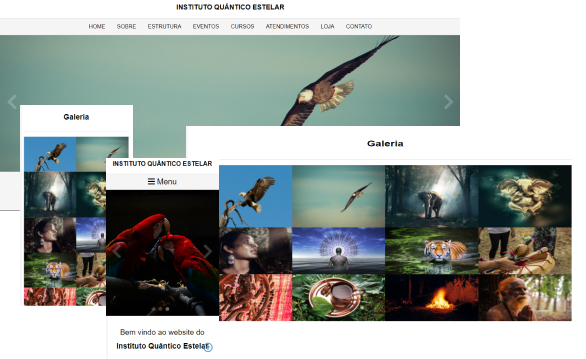 INSTITUTO QUÂNTICO ESTELAR
HOME SOBRE ESTRUTURA EVENTOS CURSOS ATENDIMENTOS LOJA CONTATO
Galeria
Galeria
INSTITUTO QUÂNTICO ESTELAR
Menu
Bem vindo ao website do
Instituto Quântico Estelar